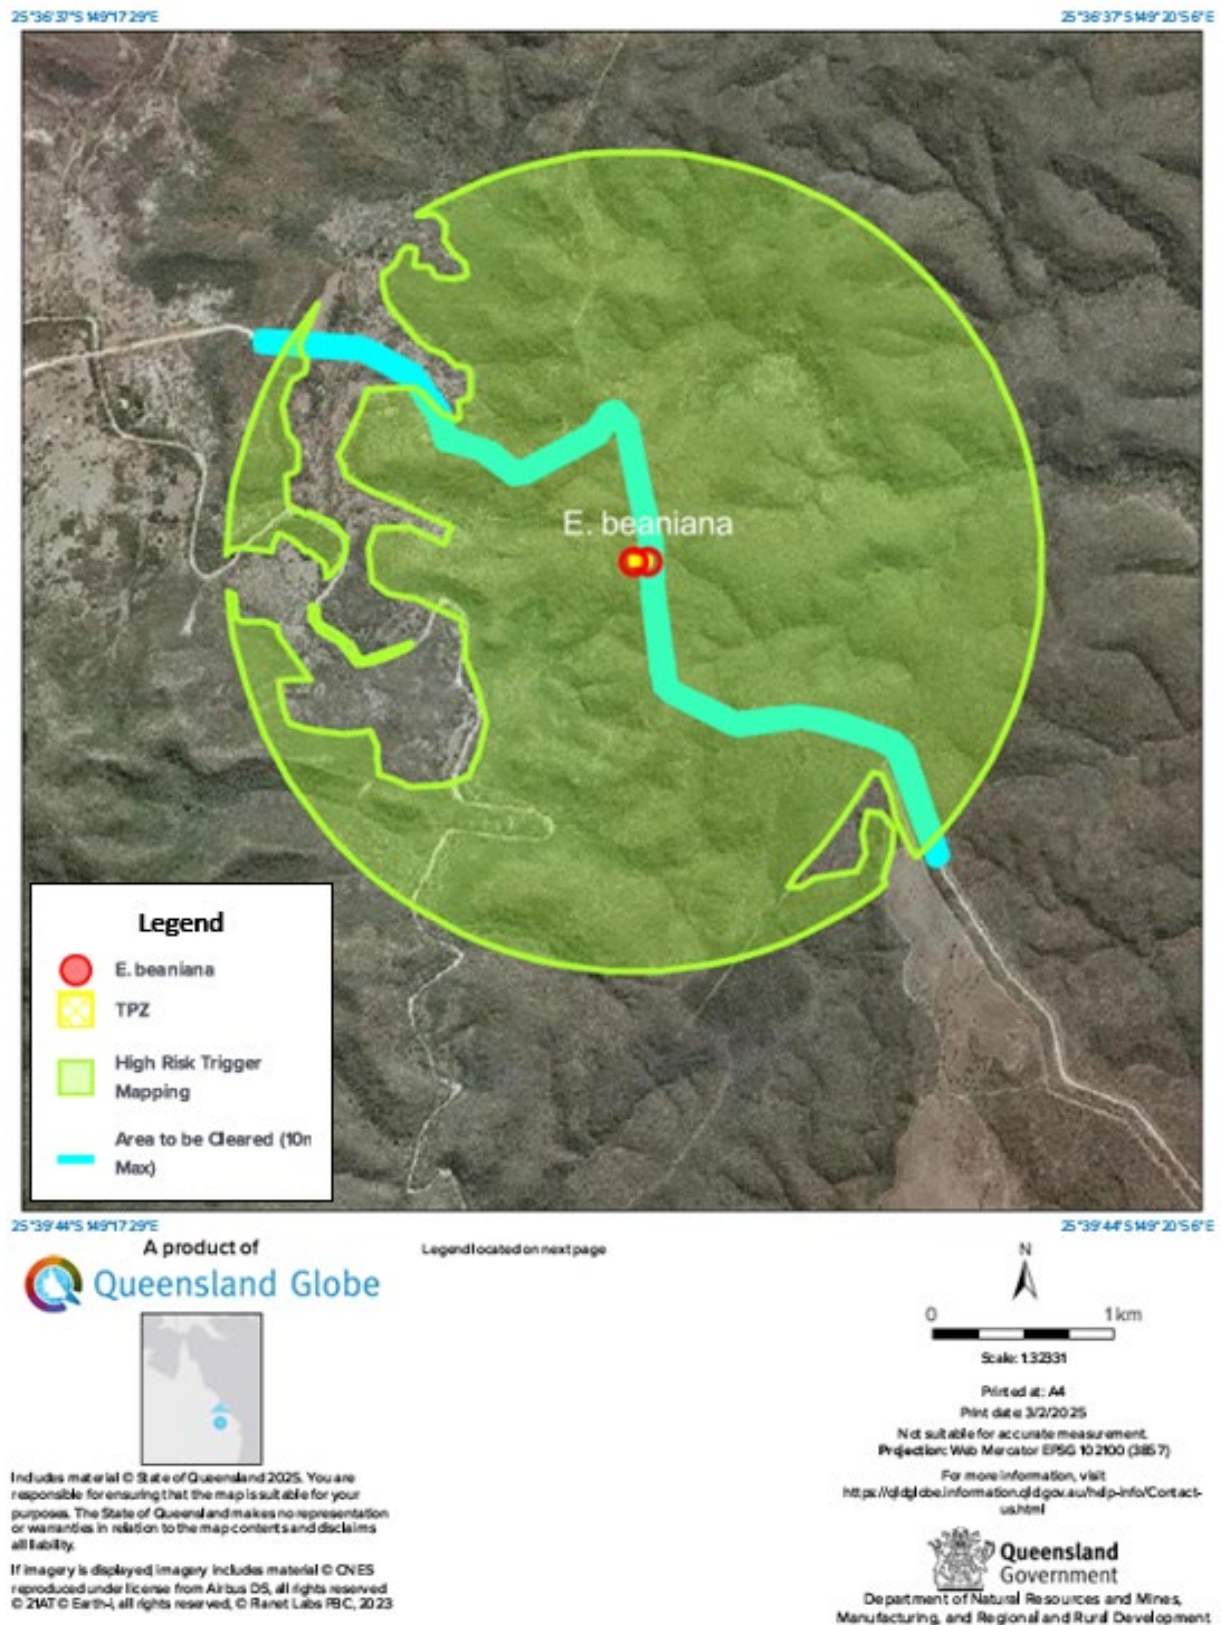 25°36'37"S 149°17'29"E
25°36'37"S 149°20'56"E
E. beaniana
Legend
E. beaniana
TPZ
High Risk Trigger
Mapping
Area to be Cleared (10m
Max)
25°39'44"S 149°17'29"E
25°39'44"S 149°20'56"E
A product of
Queensland Globe
Legend located on next page
N
0
1 km
Scale: 1:32331
Printed at: A4
Print date: 3/2/2025
Not suitable for accurate measurement.
Projection: Web Mercator EPSG 102100 (3857)
For more information, visit
https://qldglobe.information.qld.gov.au/help-info/Contact-
us.html
Includes material © State of Queensland 2025. You are
responsible for ensuring that the map is suitable for your
purposes. The State of Queensland makes no representation
or warranties in relation to the map contents and disclaims
all liability.
If imagery is displayed, imagery includes material © CNES
reproduced under license from Airbus DS, all rights reserved
© 21AT © Earth-i, all rights reserved, © Planet Labs PBC, 2023
Queensland
Government
Department of Natural Resources and Mines,
Manufacturing, and Regional and Rural Development